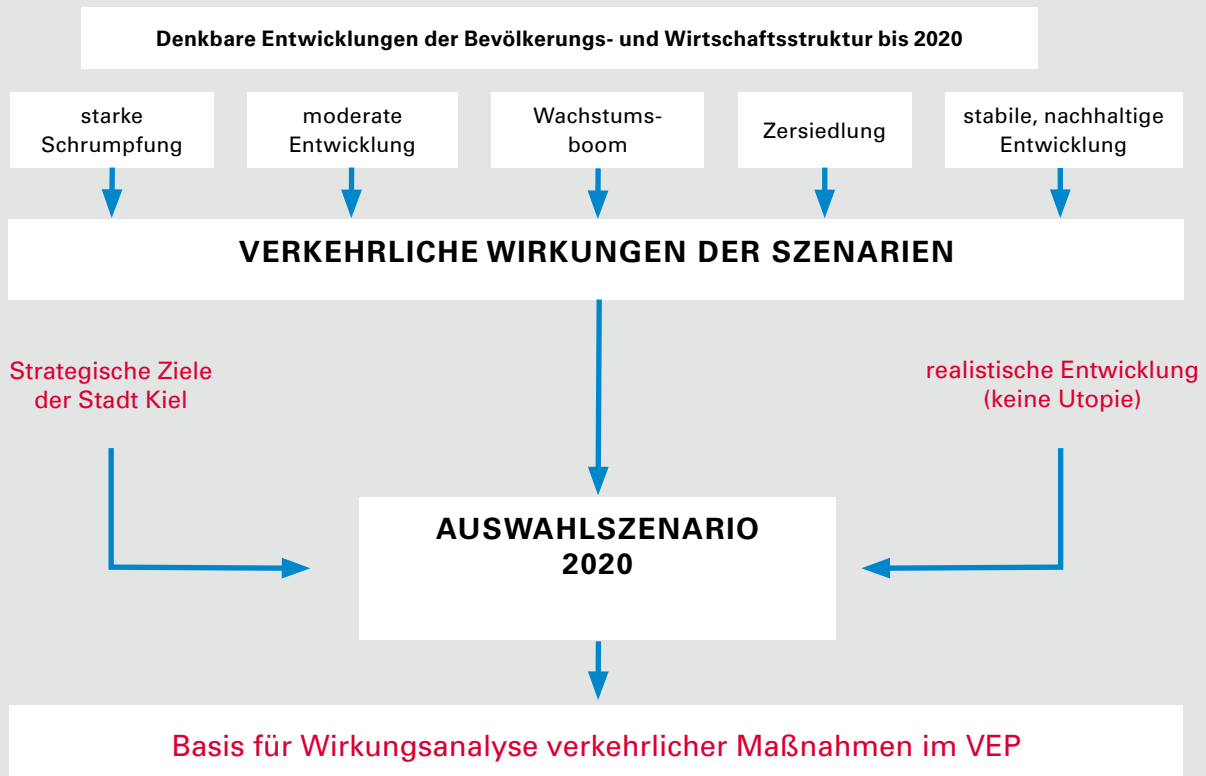 Denkbare Entwicklungen der Bevölkerungs- und Wirtschaftsstruktur bis 2020
starke
Schrumpfung
moderate
Entwicklung
Wachstums-
boom
Zersiedlung
stabile, nachhaltige
Entwicklung
VERKEHRLICHE WIRKUNGEN DER SZENARIEN
Strategische Ziele
der Stadt Kiel
realistische Entwicklung
(keine Utopie)
AUSWAHLSZENARIO
2020
Basis für Wirkungsanalyse verkehrlicher Maßnahmen im VEP